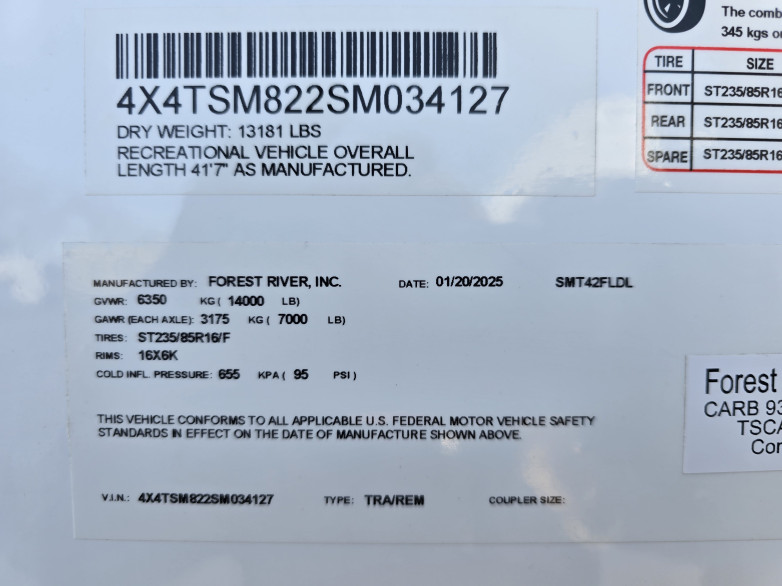 4X4TSM822SM034127
DRY WEIGHT: 13181 LBS
RECREATIONAL VEHICLE OVERALL
LENGTH 41'7" AS MANUFACTURED.
The comb
345 kgs o
TIRE SIZE
FRONT ST235/85R16
REAR ST235/85R16
SPARE ST235/85R16
MANUFACTURED BY: FOREST RIVER, INC. DATE: 01/20/2025 SMT42FLDL
GVWR: 6350 KG ( 14000 LB)
GAWR (EACH AXLE): 3175 KG ( 7000 LB)
TIRES: ST235/85R16/F
RIMS: 16X6K
COLD INFL. PRESSURE: 655 KPA ( 95 PSI )
THIS VEHICLE CONFORMS TO ALL APPLICABLE U.S. FEDERAL MOTOR VEHICLE SAFETY
STANDARDS IN EFFECT ON THE DATE OF MANUFACTURE SHOWN ABOVE.
V.I.N.: 4X4TSM822SM034127 TYPE: TRA/REM COUPLER SIZE:
Forest
CARB 93
TSCA
Con